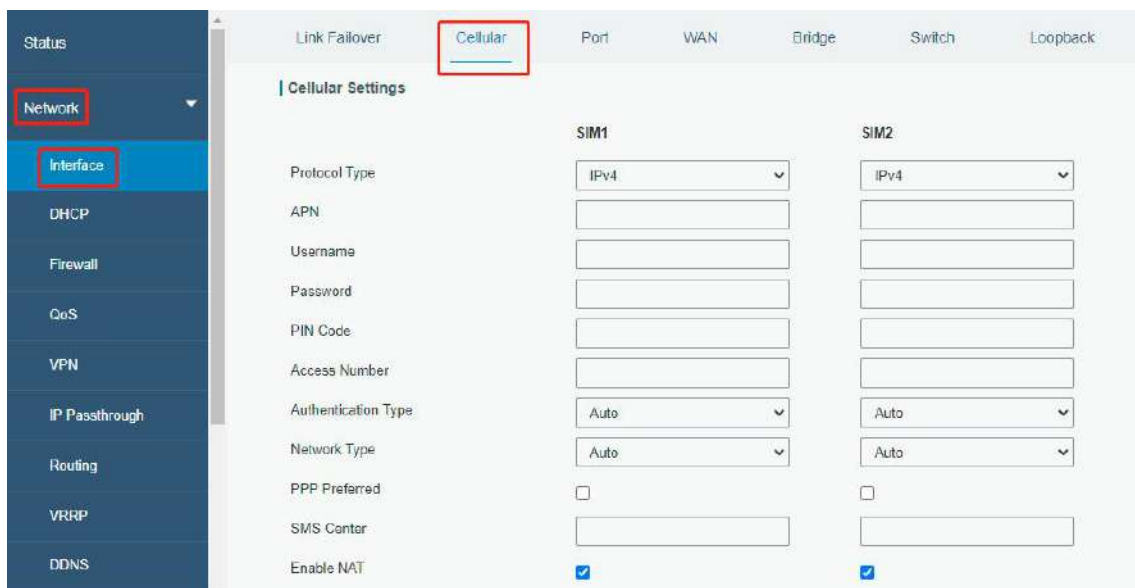 Status
Network
Interface
DHCP
Firewall
QoS
VPN
IP Passthrough
Routing
VRRP
DDNS
Link Failover Cellular Port WAN Bridge Switch Loopback
Cellular Settings
SIM1 SIM2
Protocol Type IPv4 IPv4
APN
Username
Password
PIN Code
Access Number
Authentication Type Auto Auto
Network Type Auto Auto
PPP Preferred
SMS Center
Enable NAT